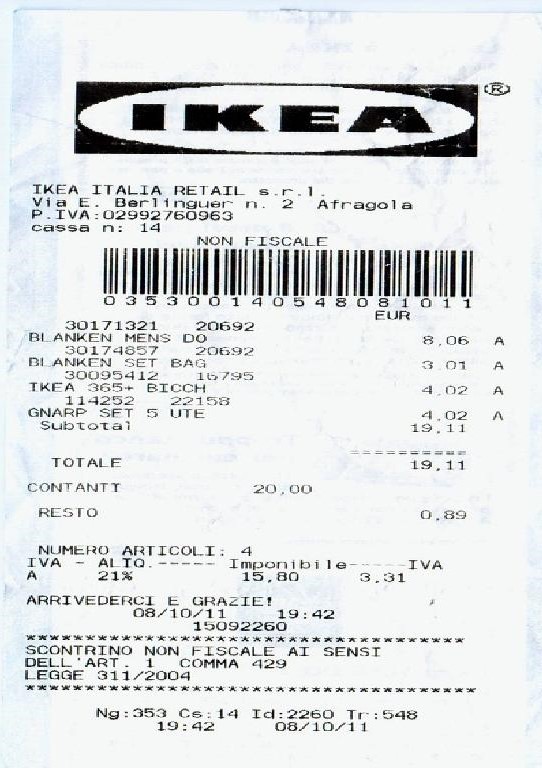 IKEA ®
IKEA ITALIA RETAIL s.r.l.
Via E. Berlinguer n. 2 Afragola
P.IVA:02992760963
cassa n: 14
NON FISCALE
035300140548081011
EUR
30171321 20692
BLANKEN MENS DO 8,06 A
30174857 20692
BLANKEN SET BAG 3,01 A
30095412 16795
IKEA 365+ BICCH 4,02 A
114252 22158
GNARP SET 5 UTE 4,02 A
Subtotal 19,11
==========
TOTALE 19,11
CONTANTI 20,00
RESTO 0,89
NUMERO ARTICOLI: 4
IVA - ALIQ.----- Imponibile-----IVA
A 21% 15,80 3,31
ARRIVEDERCI E GRAZIE!
08/10/11 19:42
15092260
****************************************
SCONTRINO NON FISCALE AI SENSI
DELL'ART. 1 COMMA 429
LEGGE 311/2004
****************************************
Ng:353 Cs:14 Id:2260 Tr:548
19:42 08/10/11